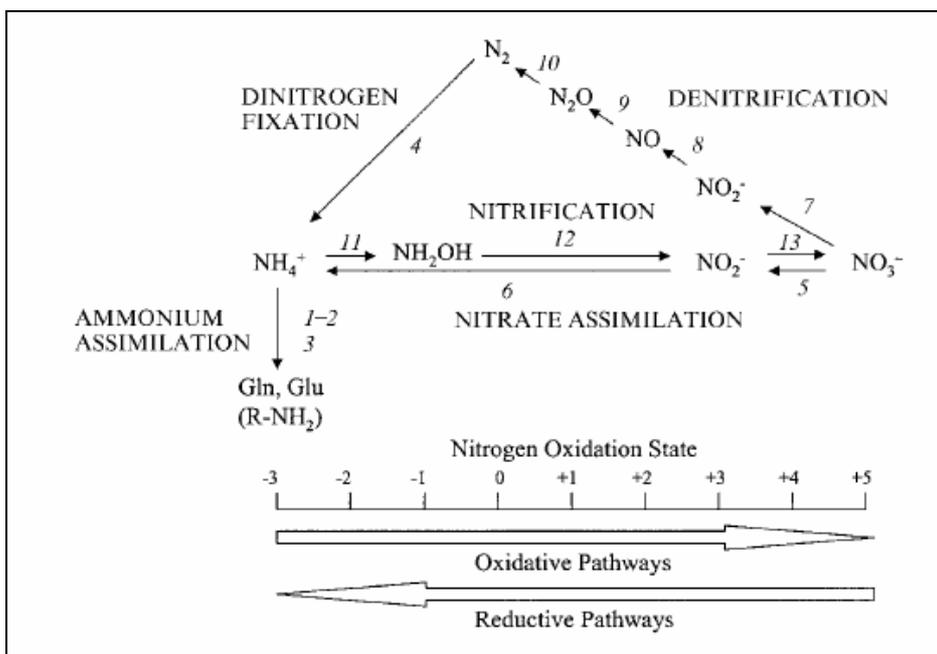 N₂
10
DINITROGEN
FIXATION
N₂O
9
DENITRIFICATION
4
NO
8
NO₂⁻
7
NITRIFICATION
NH₄⁺
11
NH₂OH
12
NO₂⁻
13
NO₃⁻
6
5
NITRATE ASSIMILATION
AMMONIUM
ASSIMILATION
1–2
3
Gln, Glu
(R-NH₂)
Nitrogen Oxidation State
-3 -2 -1 0 +1 +2 +3 +4 +5
Oxidative Pathways
Reductive Pathways